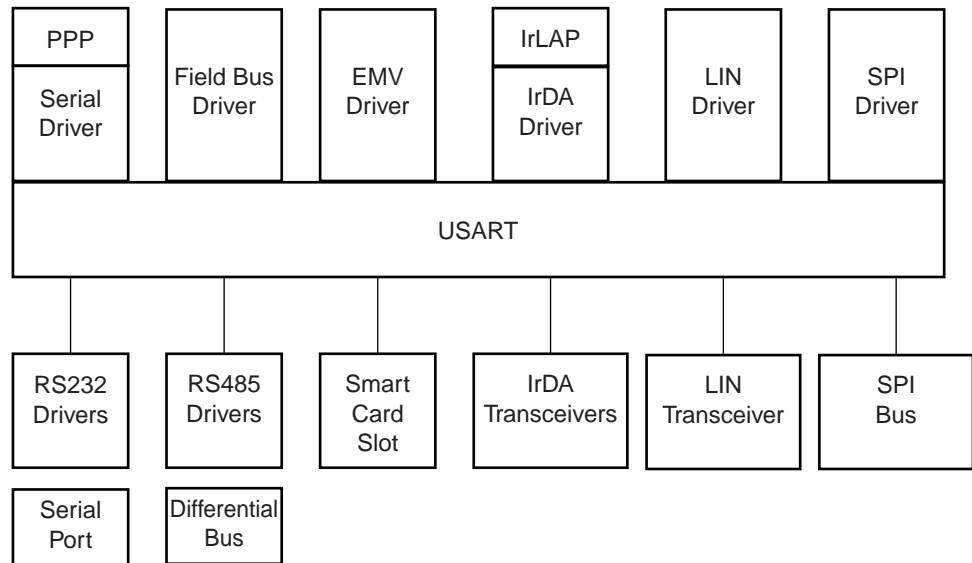 PPP
Serial
Driver
Field Bus
Driver
EMV
Driver
IrLAP
IrDA
Driver
LIN
Driver
SPI
Driver
USART
RS232
Drivers
RS485
Drivers
Smart
Card
Slot
IrDA
Transceivers
LIN
Transceiver
SPI
Bus
Serial
Port
Differential
Bus